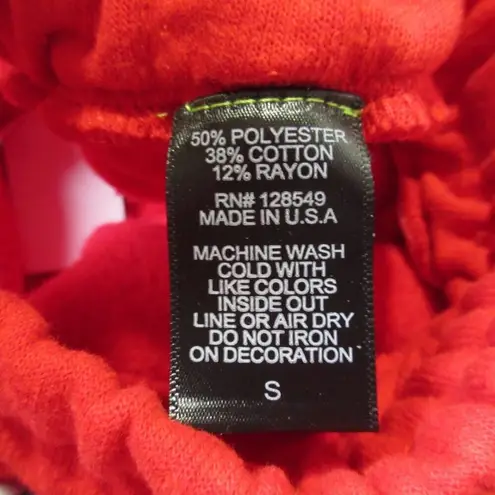 50% POLYESTER
38% COTTON
12% RAYON
RN# 128549
MADE IN U.S.A
MACHINE WASH
COLD WITH
LIKE COLORS
INSIDE OUT
LINE OR AIR DRY
DO NOT IRON
ON DECORATION
S